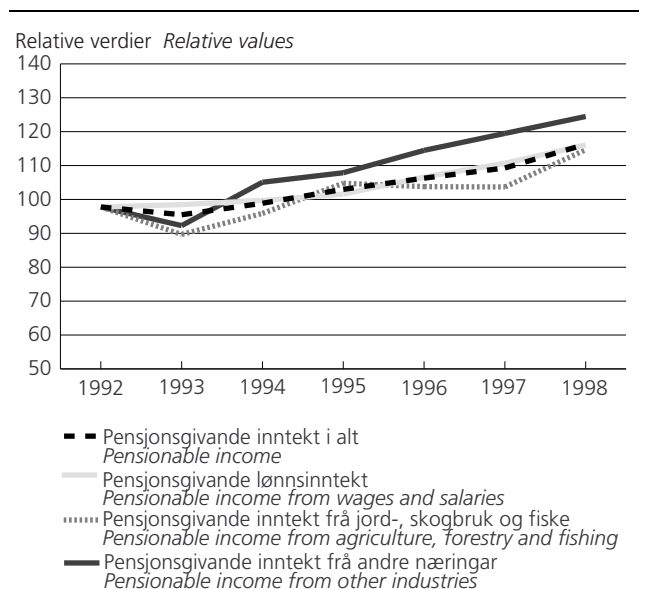 Relative verdier Relative values
140
130
120
110
100
90
80
70
60
50
1992 1993 1994 1995 1996 1997 1998
Pensjonsgivande inntekt i alt
Pensionable income
Pensjonsgivande lønnsinntekt
Pensionable income from wages and salaries
Pensjonsgivande inntekt frå jord-, skogbruk og fiske
Pensionable income from agriculture, forestry and fishing
Pensjonsgivande inntekt frå andre næringar
Pensionable income from other industries